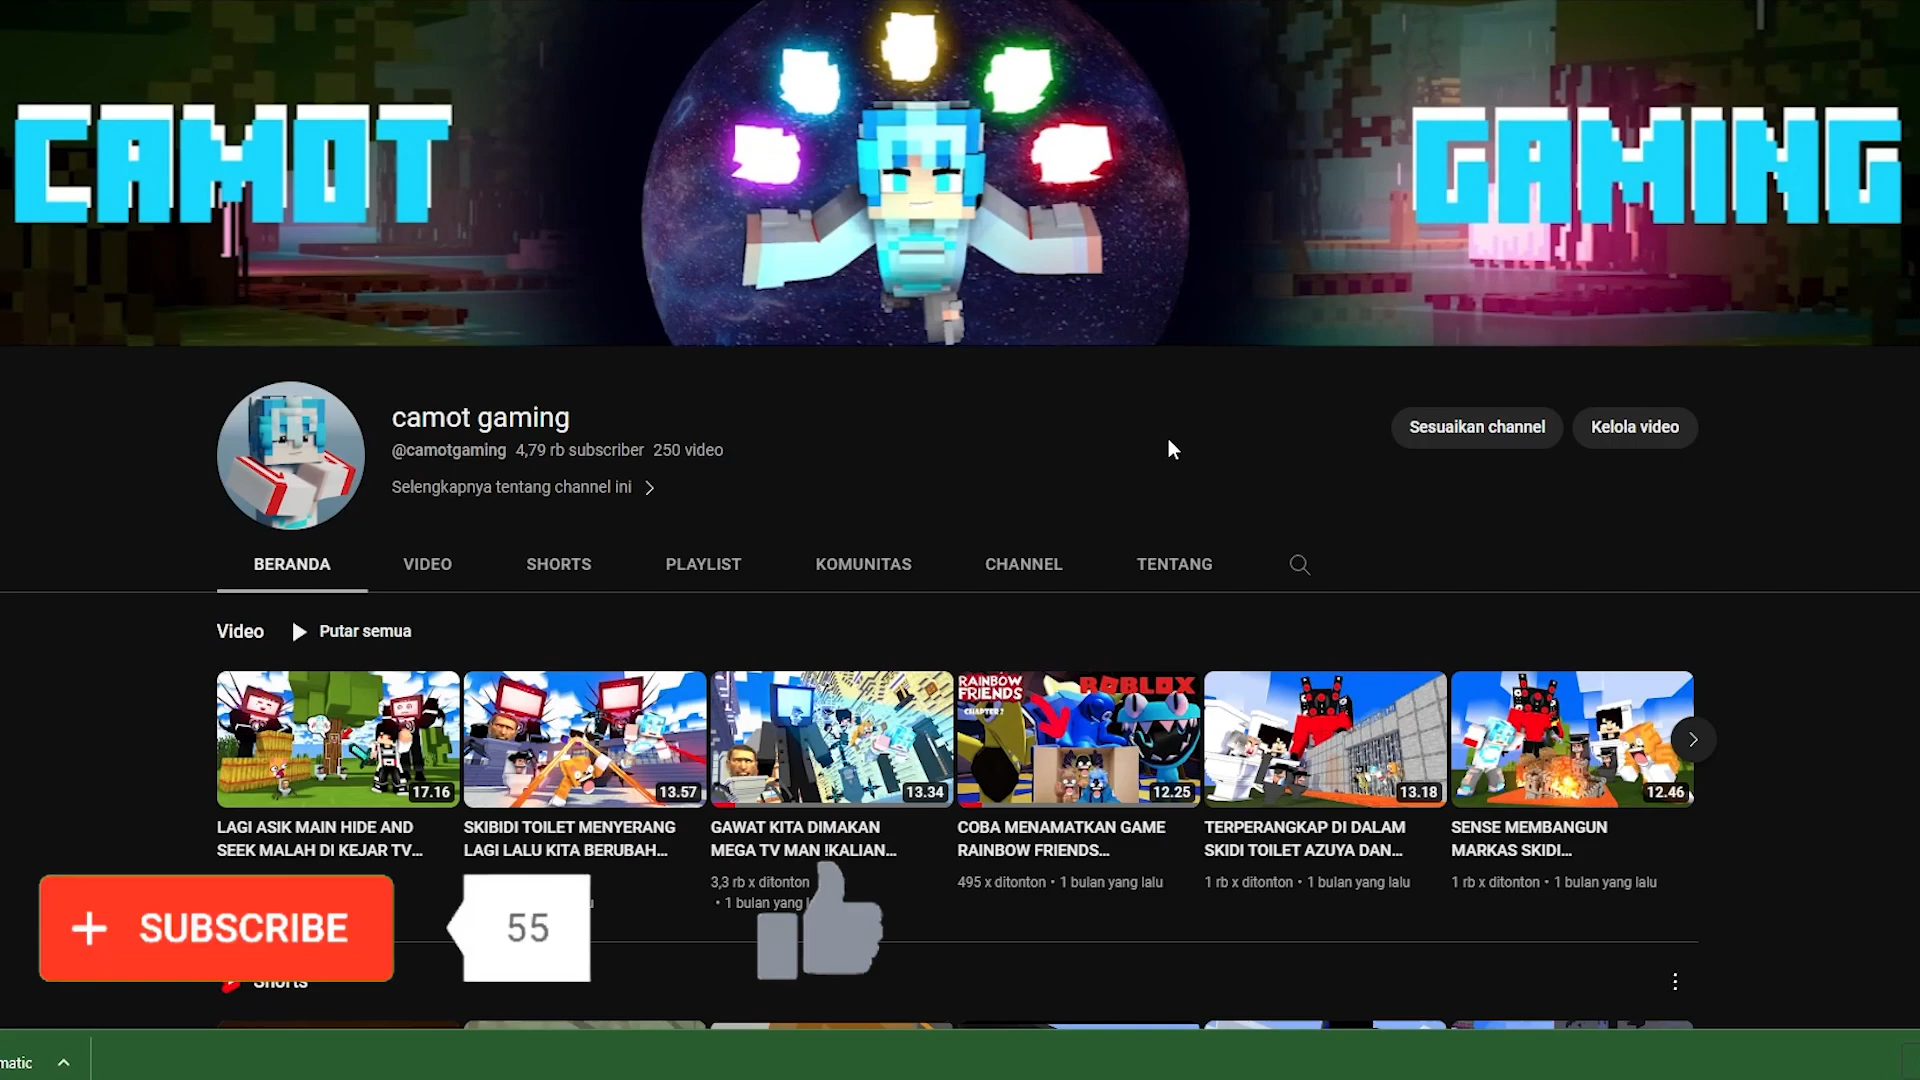 CAMOT
GAMING
camot gaming
@camotgaming 4,79 rb subscriber 250 video
Selengkapnya tentang channel ini
Sesuaikan channel
Kelola video
BERANDA
VIDEO
SHORTS
PLAYLIST
KOMUNITAS
CHANNEL
TENTANG
Video
Putar semua
RAINBOW
FRIENDS
CHAPTER 2
ROBLOX
17.16
13.57
13.34
12.25
13.18
12.46
LAGI ASIK MAIN HIDE AND
SEEK MALAH DI KEJAR TV...
SKIBIDI TOILET MENYERANG
LAGI LALU KITA BERUBAH...
GAWAT KITA DIMAKAN
MEGA TV MAN !KALIAN...
3,3 rb x ditonton
• 1 bulan yang l
COBA MENAMATKAN GAME
RAINBOW FRIENDS...
495 x ditonton • 1 bulan yang lalu
TERPERANGKAP DI DALAM
SKIDI TOILET AZUYA DAN...
1 rb x ditonton • 1 bulan yang lalu
SENSE MEMBANGUN
MARKAS SKIDI...
1 rb x ditonton • 1 bulan yang lalu
+ SUBSCRIBE
55
Shorts
matic